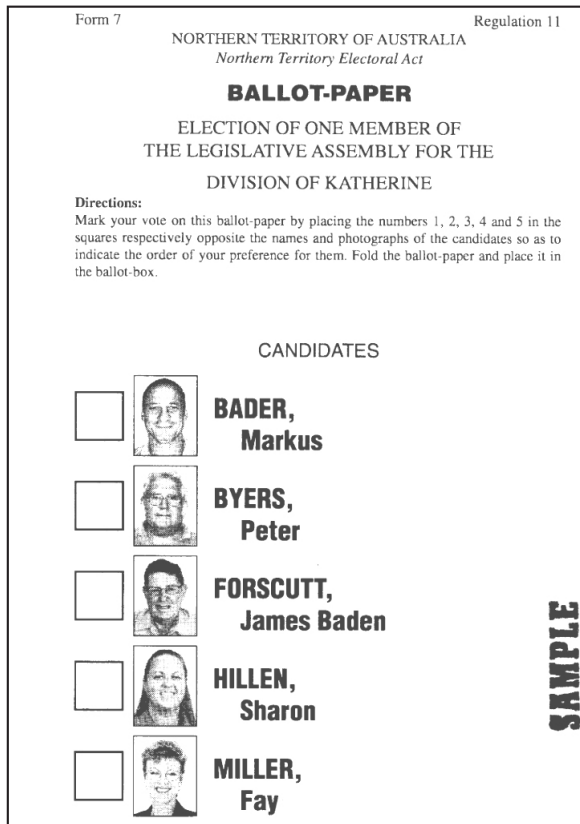 Form 7
Regulation 11
NORTHERN TERRITORY OF AUSTRALIA
Northern Territory Electoral Act
BALLOT-PAPER
ELECTION OF ONE MEMBER OF
THE LEGISLATIVE ASSEMBLY FOR THE
DIVISION OF KATHERINE
Directions:
Mark your vote on this ballot-paper by placing the numbers 1, 2, 3, 4 and 5 in the
squares respectively opposite the names and photographs of the candidates so as to
indicate the order of your preference for them. Fold the ballot-paper and place it in
the ballot-box.
CANDIDATES
BADER,
Markus
BYERS,
Peter
FORSCUTT,
James Baden
HILLEN,
Sharon
MILLER,
Fay
SAMPLE